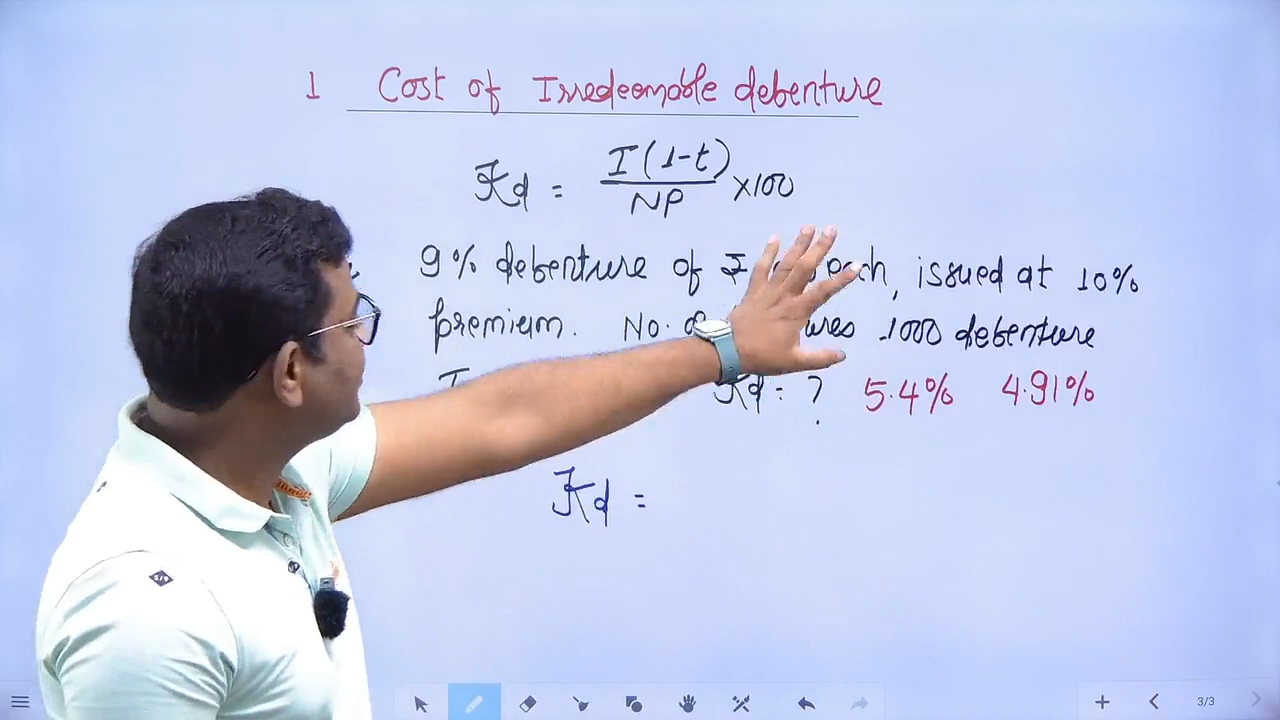 1 Cost of Irredeemable debenture
Kd = I(1-t) / NP ×100
9% debenture of ₹ each, issued at 10%
premium. No. of 1000 debenture
Kd = ? 5.4% 4.91%
Kd =
3/3